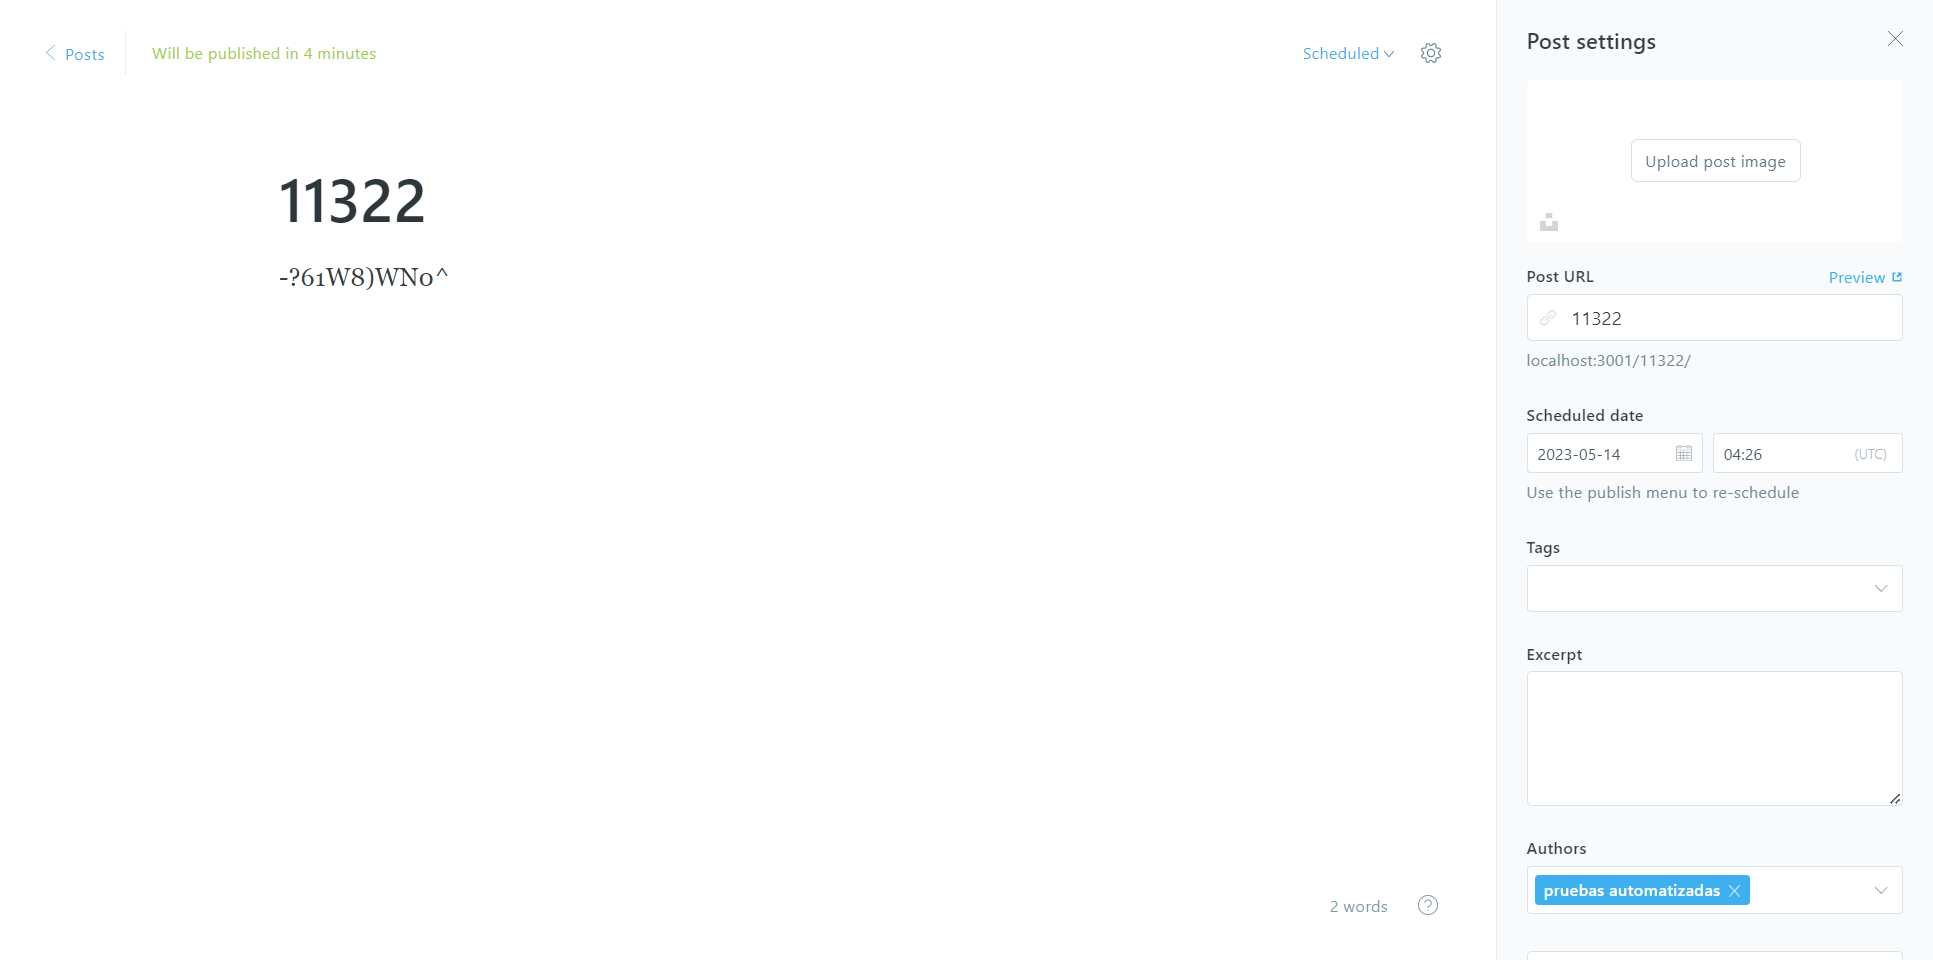 Posts
Will be published in 4 minutes
Scheduled
11322
-?61W8)WN0^
2 words
?
Post settings
Upload post image
Post URL
Preview
11322
localhost:3001/11322/
Scheduled date
2023-05-14
04:26 (UTC)
Use the publish menu to re-schedule
Tags
Excerpt
Authors
pruebas automatizadas